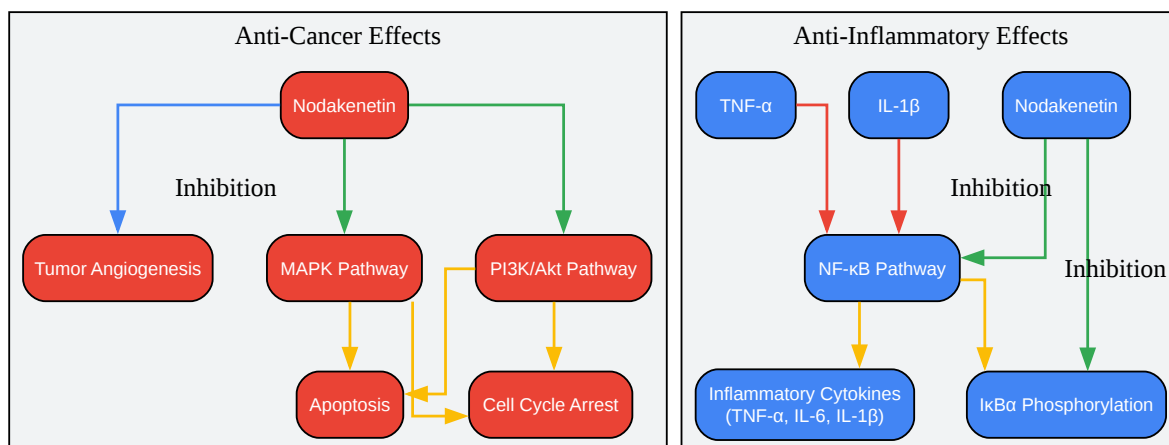 Anti-Cancer Effects
Nodakenetin
Inhibition
Tumor Angiogenesis
MAPK Pathway
PI3K/Akt Pathway
Apoptosis
Cell Cycle Arrest
Anti-Inflammatory Effects
TNF-α
IL-1β
Nodakenetin
Inhibition
NF-κB Pathway
Inhibition
Inflammatory Cytokines
(TNF-α, IL-6, IL-1β)
IκBα Phosphorylation